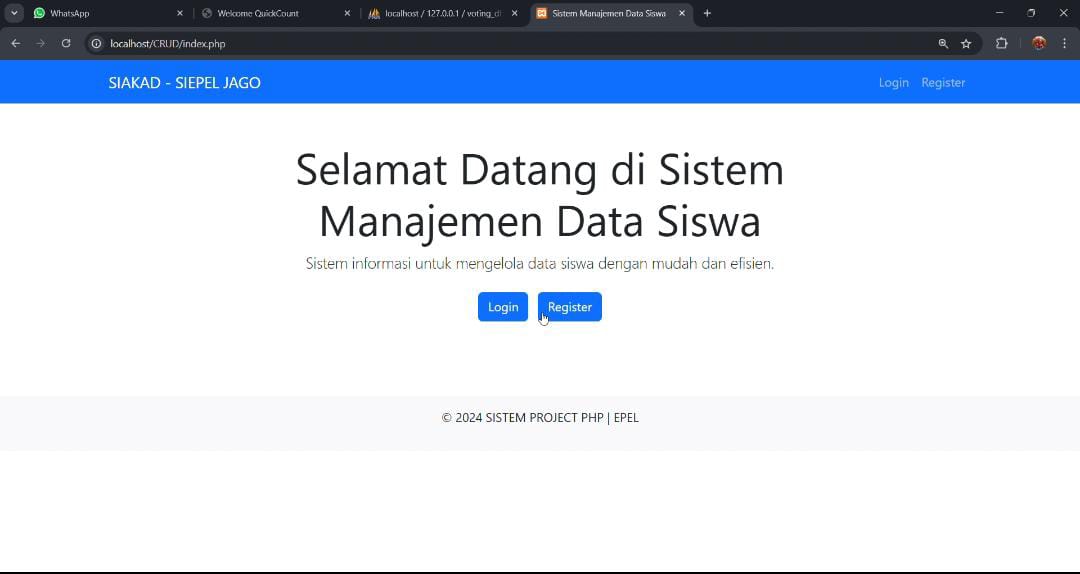 WhatsApp
Welcome QuickCount
localhost / 127.0.0.1 / voting_d
Sistem Manajemen Data Siswa
localhost/CRUD/index.php
SIAKAD - SIEPEL JAGO
Login
Register
Selamat Datang di Sistem
Manajemen Data Siswa
Sistem informasi untuk mengelola data siswa dengan mudah dan efisien.
Login
Register
© 2024 SISTEM PROJECT PHP | EPEL